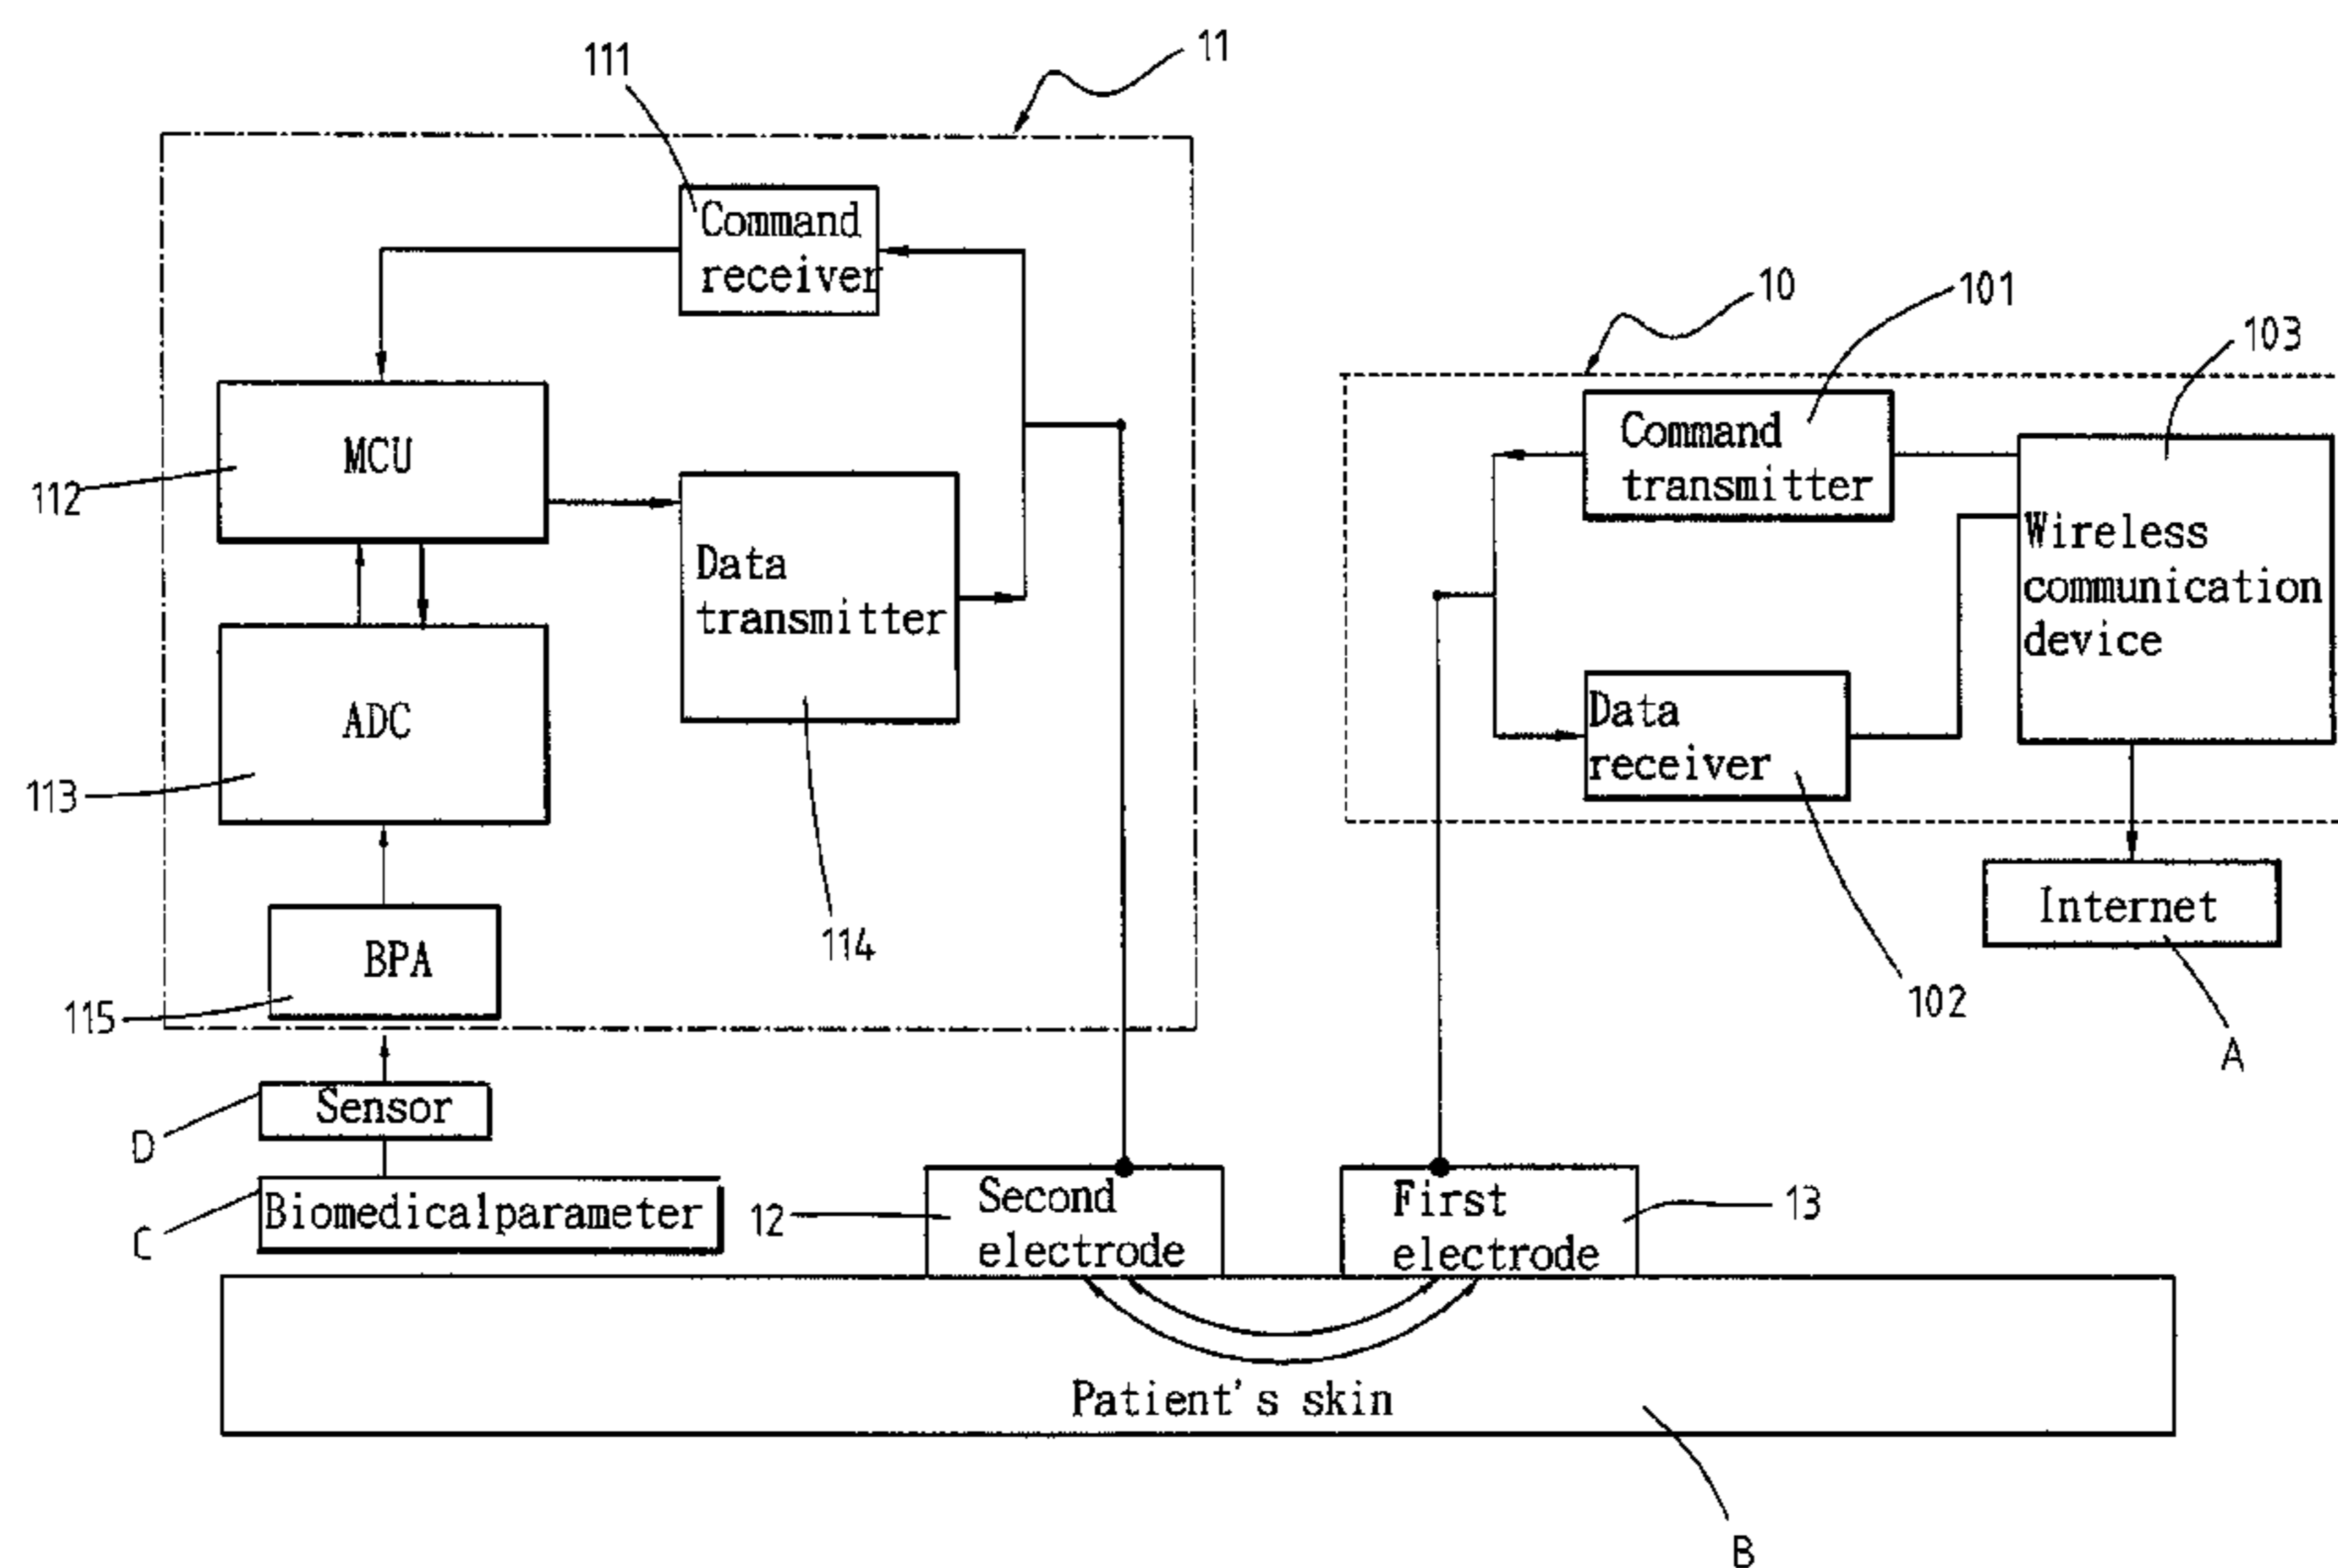 111
11
Command
receiver
10
101
103
MCU
112
Command
transmitter
Data
transmitter
Wireless
communication
device
ADC
113
Data
receiver
BPA
114
115
102
Internet
A
Sensor
D
Biomedicalparameter
C
12
Second
electrode
First
electrode
13
Patient's skin
B